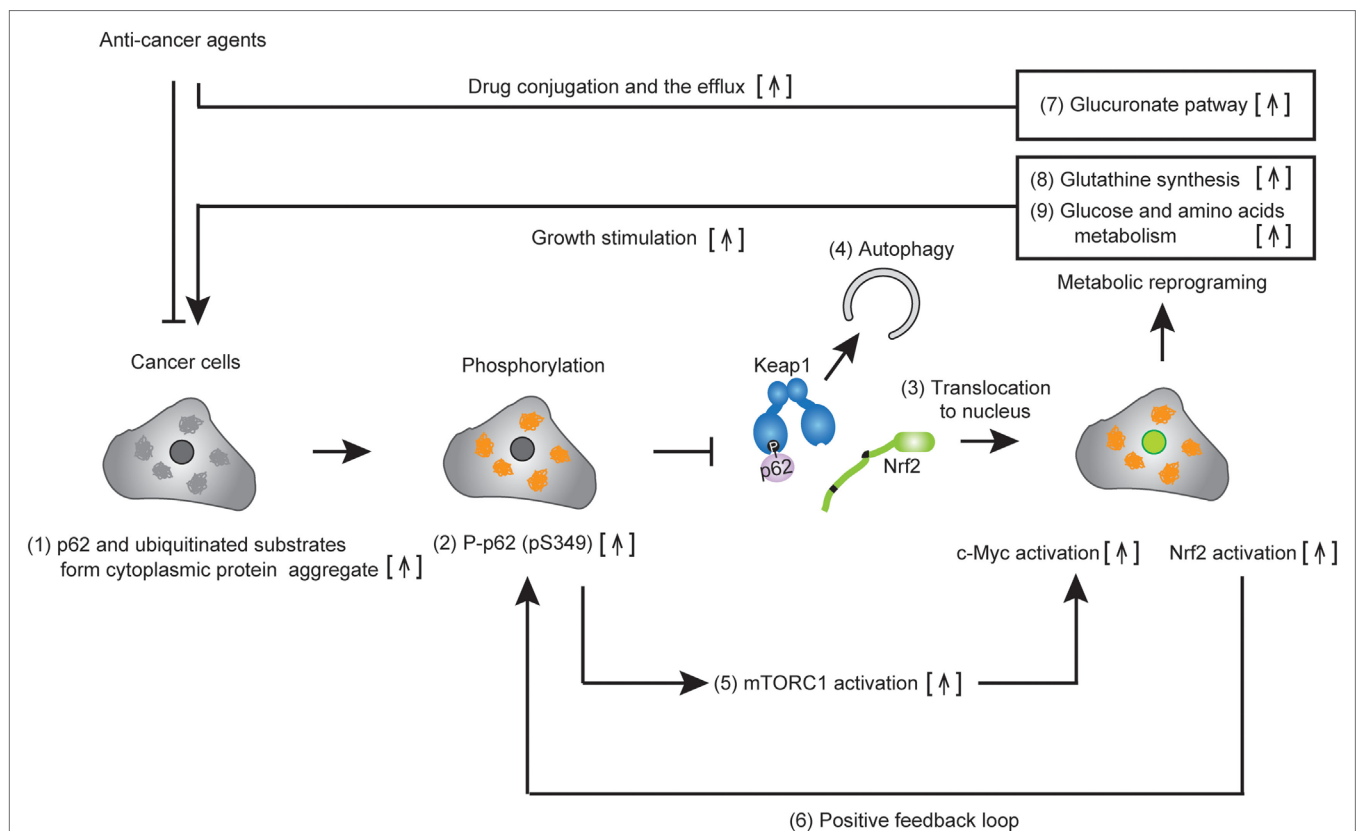 Anti-cancer agents
Drug conjugation and the efflux [↑]
(7) Glucuronate patway [↑]
(8) Glutathine synthesis [↑]
(9) Glucose and amino acids
metabolism [↑]
Growth stimulation [↑]
(4) Autophagy
Metabolic reprograming
Cancer cells
Phosphorylation
Keap1
(3) Translocation
to nucleus
P
p62
Nrf2
(1) p62 and ubiquitinated substrates
form cytoplasmic protein aggregate [↑]
(2) P-p62 (pS349) [↑]
c-Myc activation [↑]
Nrf2 activation [↑]
(5) mTORC1 activation [↑]
(6) Positive feedback loop